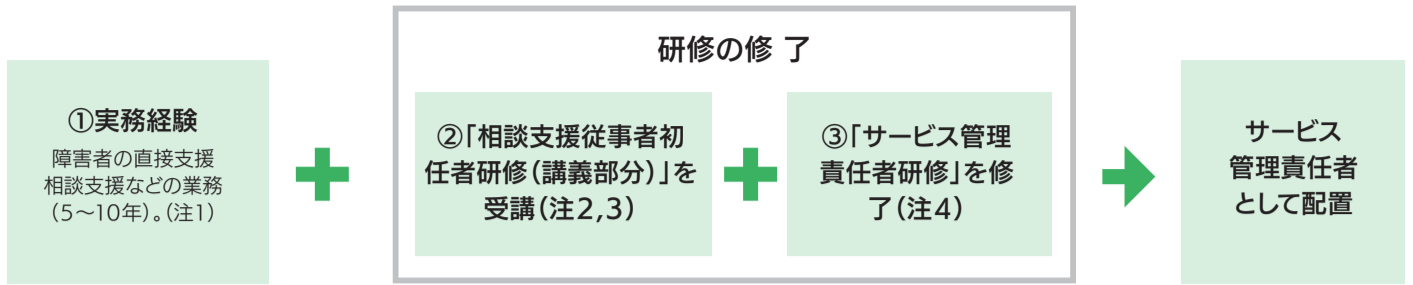 研修の修 了
①実務経験
障害者の直接支援
相談支援などの業務
(5〜10年)。(注1)
②「相談支援従事者初
任者研修(講義部分)」を
受講(注2,3)
③「サービス管理
責任者研修」を修
了(注4)
サービス
管理責任者
として配置